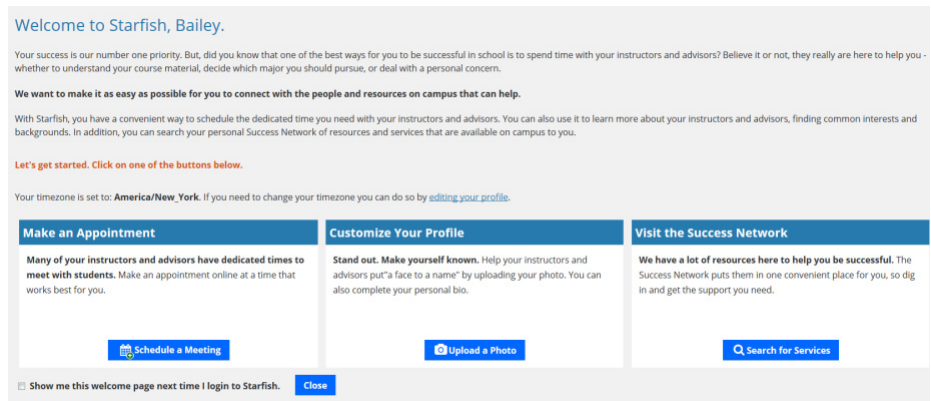 Welcome to Starfish, Bailey.
Your success is our number one priority. But, did you know that one of the best ways for you to be successful in school is to spend time with your instructors and advisors? Believe it or not, they really are here to help you -
whether to understand your course material, decide which major you should pursue, or deal with a personal concern.
We want to make it as easy as possible for you to connect with the people and resources on campus that can help.
With Starfish, you have a convenient way to schedule the dedicated time you need with your instructors and advisors. You can also use it to learn more about your instructors and advisors, finding common interests and
backgrounds. In addition, you can search your personal Success Network of resources and services that are available on campus to you.
Let's get started. Click on one of the buttons below.
Your timezone is set to: America/New_York. If you need to change your timezone you can do so by editing your profile.
Make an Appointment
Many of your instructors and advisors have dedicated times to
meet with students. Make an appointment online at a time that
works best for you.
Schedule a Meeting
Customize Your Profile
Stand out. Make yourself known. Help your instructors and
advisors put"a face to a name" by uploading your photo. You can
also complete your personal bio.
Upload a Photo
Visit the Success Network
We have a lot of resources here to help you be successful. The
Success Network puts them in one convenient place for you, so dig
in and get the support you need.
Search for Services
Show me this welcome page next time I login to Starfish.
Close